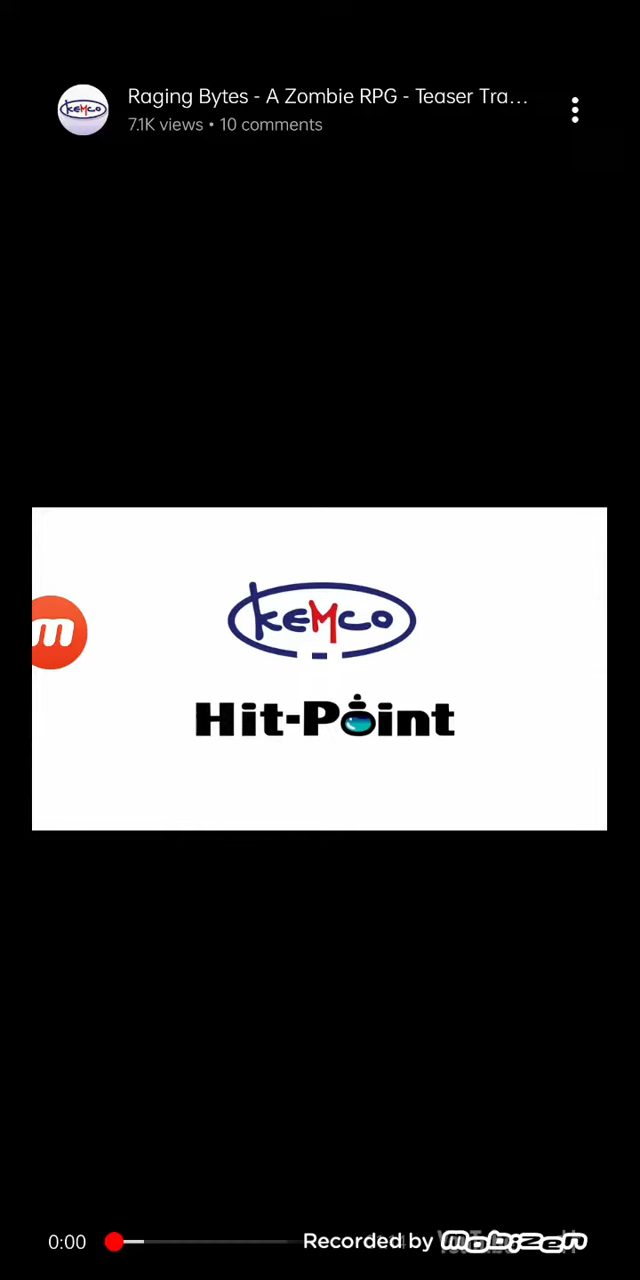 KEMCO
Raging Bytes - A Zombie RPG - Teaser Tra...
7.1K views • 10 comments
m
KEMCO
Hit-Point
0:00
Recorded by mobizen